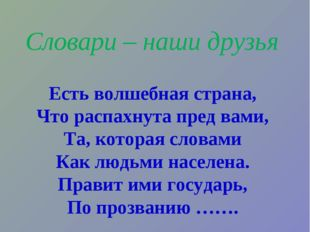 Словари – наши друзья
Есть волшебная страна,
Что распахнута пред вами,
Та, которая словами
Как людьми населена.
Правит ими государь,
По прозванию …….